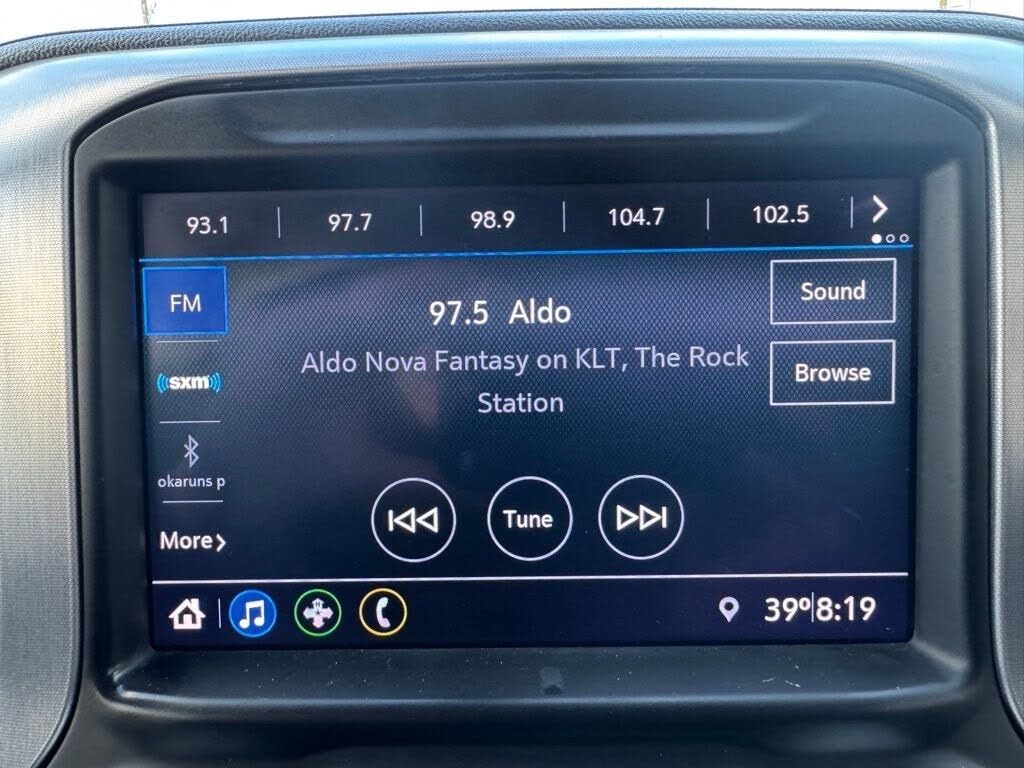 93.1 97.7 98.9 104.7 102.5
FM
97.5 Aldo
Sound
Aldo Nova Fantasy on KLT, The Rock
Station
Browse
((sxm))
okaruns p
Tune
More
N
39º 8:19